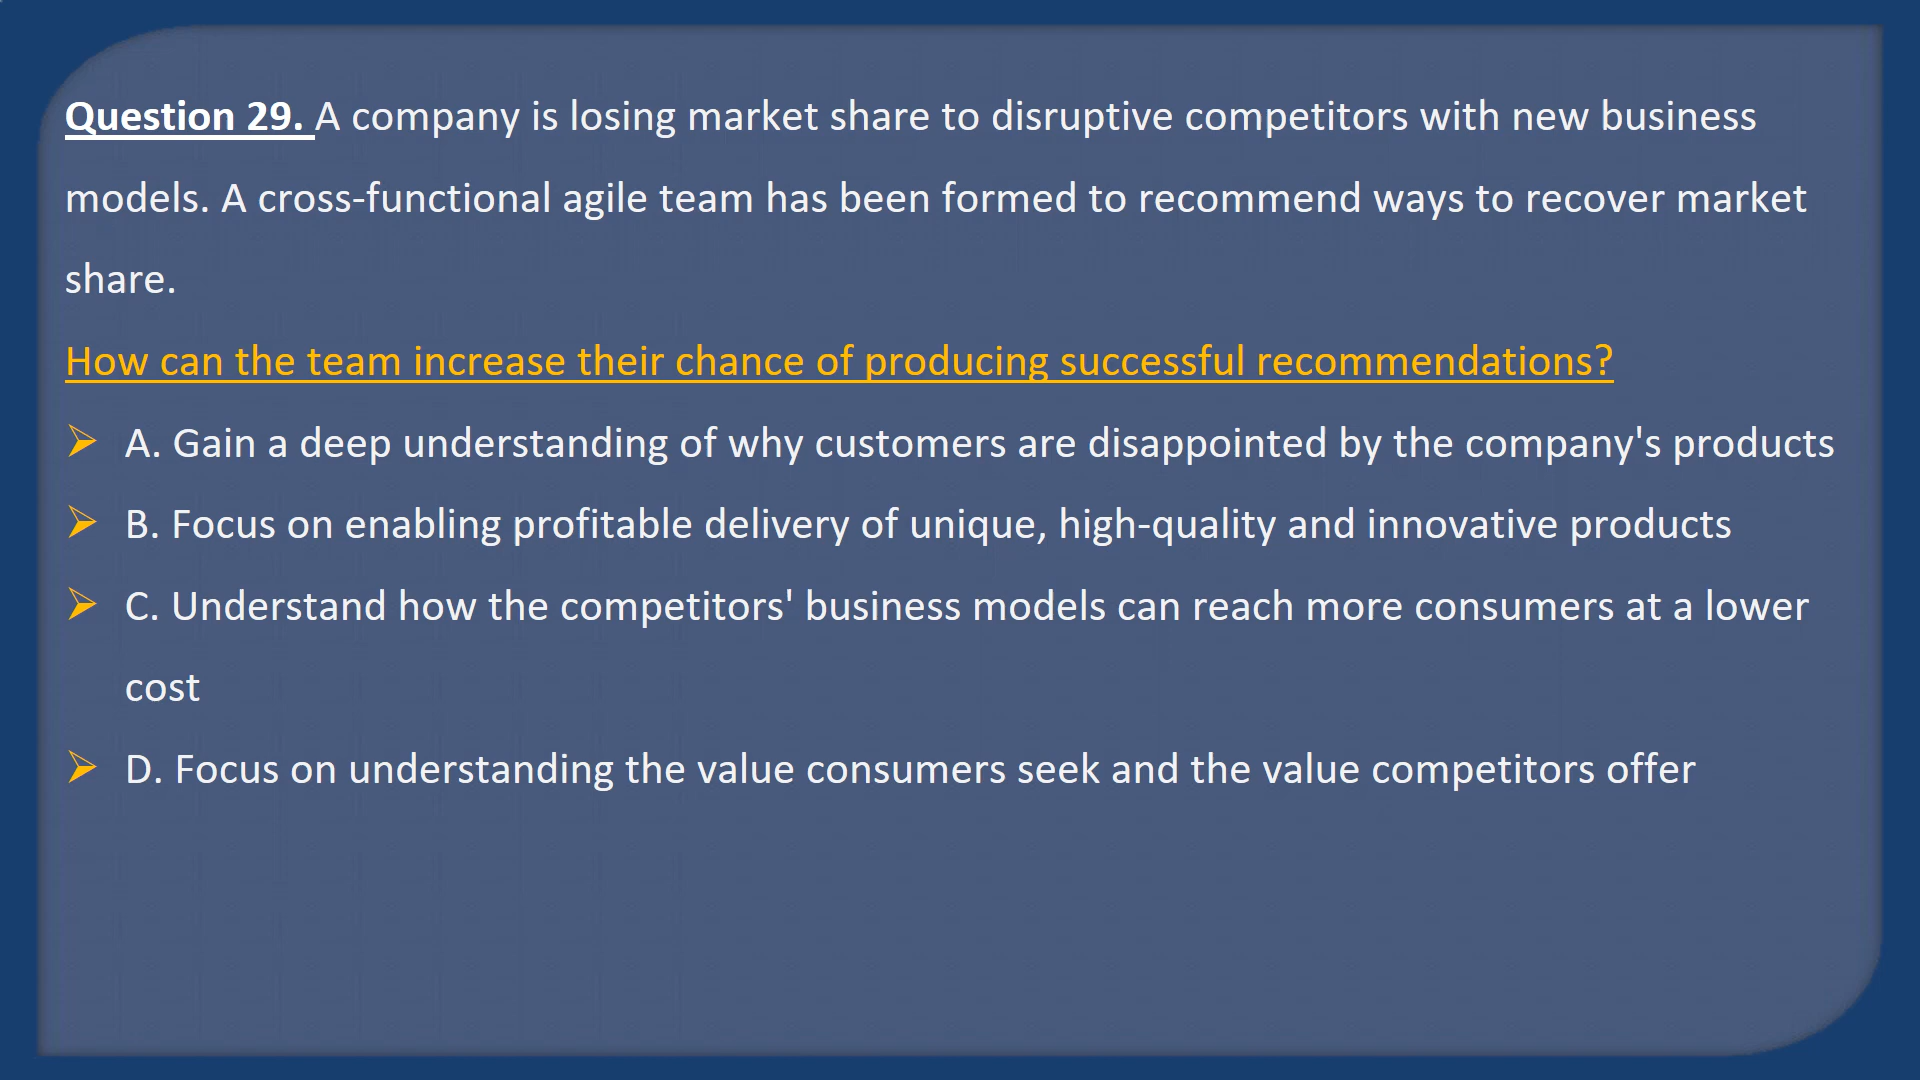 Question 29. A company is losing market share to disruptive competitors with new business
models. A cross-functional agile team has been formed to recommend ways to recover market
share.
How can the team increase their chance of producing successful recommendations?
A. Gain a deep understanding of why customers are disappointed by the company's products
B. Focus on enabling profitable delivery of unique, high-quality and innovative products
C. Understand how the competitors' business models can reach more consumers at a lower
cost
D. Focus on understanding the value consumers seek and the value competitors offer